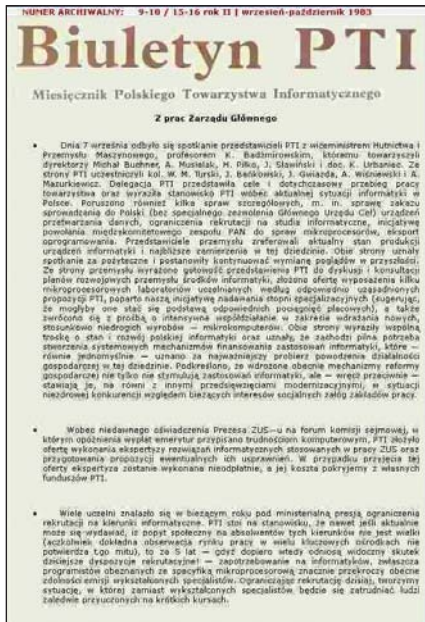 NUMER ARCHIWALNY: 9-10 / 15-16 rok II | wrzesień-październik 1983
Biuletyn PTI
Miesięcznik Polskiego Towarzystwa Informatycznego
Z prac Zarządu Głównego
• Dnia 7 września odbyło się spotkanie przedstawicieli PTI z wiceministrem Hutnictwa i
Przemysłu Maszynowego, profesorem K. Badźmirowskim, któremu towarzyszyli
dyrektorzy Michał Buchner, A. Musielak, H. Piłko, J. Sławiński i doc. K. Urbaniec. Ze
strony PTI uczestniczyli kol. W. M. Turski, J. Bańkowski, J. Gwiazda, A. Wiśniewski i A.
Mazurkiewicz. Delegacja PTI przedstawiła cele i dotychczasowy przebieg pracy
towarzystwa oraz wyraziła stanowisko PTI wobec aktualnej sytuacji informatyki w
Polsce. Poruszono również kilka spraw szczegółowych, m. in. sprawę zakazu
sprowadzenia do Polski (bez specjalnego zezwolenia Głównego Urzędu Ceł) urządzeń
przetwarzania danych, ograniczenia rekrutacji na studia informatyczne, inicjatywę
powołania międzykomitetowego zespołu PAN do spraw mikroprocesorów, eksport
oprogramowania. Przedstawiciele przemysłu zreferowali aktualny stan produkcji
urządzeń informatyki i najbliższe zamierzenia w tej dziedzinie. Obie strony uznały
spotkanie za pożyteczne i postanowiły kontynuować wymianę poglądów w przyszłości.
Ze strony przemysłu wyrażono gotowość przedstawienia PTI do dyskusji i konsultacji
planów rozwojowych przemysłu środków informatyki, złożono ofertę wyposażenia kilku
mikroprocesorowych laboratoriów uczelnianych według odpowiednio uzasadnionych
propozycji PTI, poparto naszą inicjatywę nadawania stopni specjalizacyjnych (sugerując,
że mogłyby one stać się podstawą odpowiednich pociągnięć płacowych), a także
zwrócono się z prośbą o intensywne współdziałanie w zakresie wdrażania nowych,
stosunkowo niedrogich wyrobów — mikrokomputerów. Obie strony wyraziły wspólną
troskę o stan i rozwój polskiej informatyki oraz uznały, że zachodzi pilna potrzeba
stworzenia systemowych mechanizmów finansowania zastosowań informatyki, które —
równie jednomyślnie — uznano za najważniejszy probierz powodzenia działalności
gospodarczej w tej dziedzinie. Podkreślono, że wdrożone obecnie mechanizmy reformy
gospodarczej nie tylko nie stymulują zastosowań informatyki, ale — wręcz przeciwnie —
stawiają je, na równi z innymi przedsięwzięciami modernizacyjnymi, w sytuacji
niezdrowej konkurencji względem bieżących interesów socjalnych załóg zakładów pracy.
• Wobec niedawnego oświadczenia Prezesa ZUS—u na forum komisji sejmowej, w
którym opóźnienia wypłat emerytur przypisano trudnościom komputerowym, PTI złożyło
ofertę wykonania ekspertyzy rozwiązań informatycznych stosowanych w pracy ZUS oraz
przygotowania propozycji ewentualnych ich usprawnień. W przypadku przyjęcia tej
oferty ekspertyza zostanie wykonana nieodpłatnie, a jej koszta pokryjemy z własnych
funduszów PTI.
• Wiele uczelni znalazło się w bieżącym roku pod ministerialną presją ograniczenia
rekrutacji na kierunki informatyczne. PTI stoi na stanowisku, że nawet jeśli aktualnie
może się wydawać, iż popyt społeczny na absolwentów tych kierunków nie jest wielki
(aczkolwiek dokładna obserwacja rynku pracy w wielu kluczowych ośrodkach nie
potwierdza tego mitu), to za 5 lat — gdyż dopiero wtedy odniosą widoczny skutek
dzisiejsze dyspozycje rekrutacyjne! — zapotrzebowanie na informatyków, zwłaszcza
programistów obeznanych ze specyfiką mikroprocesorową znacznie przekroczy obecne
zdolności emisji wykształconych specjalistów. Ograniczając rekrutację dzisiaj, tworzymy
sytuację, w której zamiast wykształconych specjalistów będzie się zatrudniać ludzi
zaledwie przyuczonych na krótkich kursach.